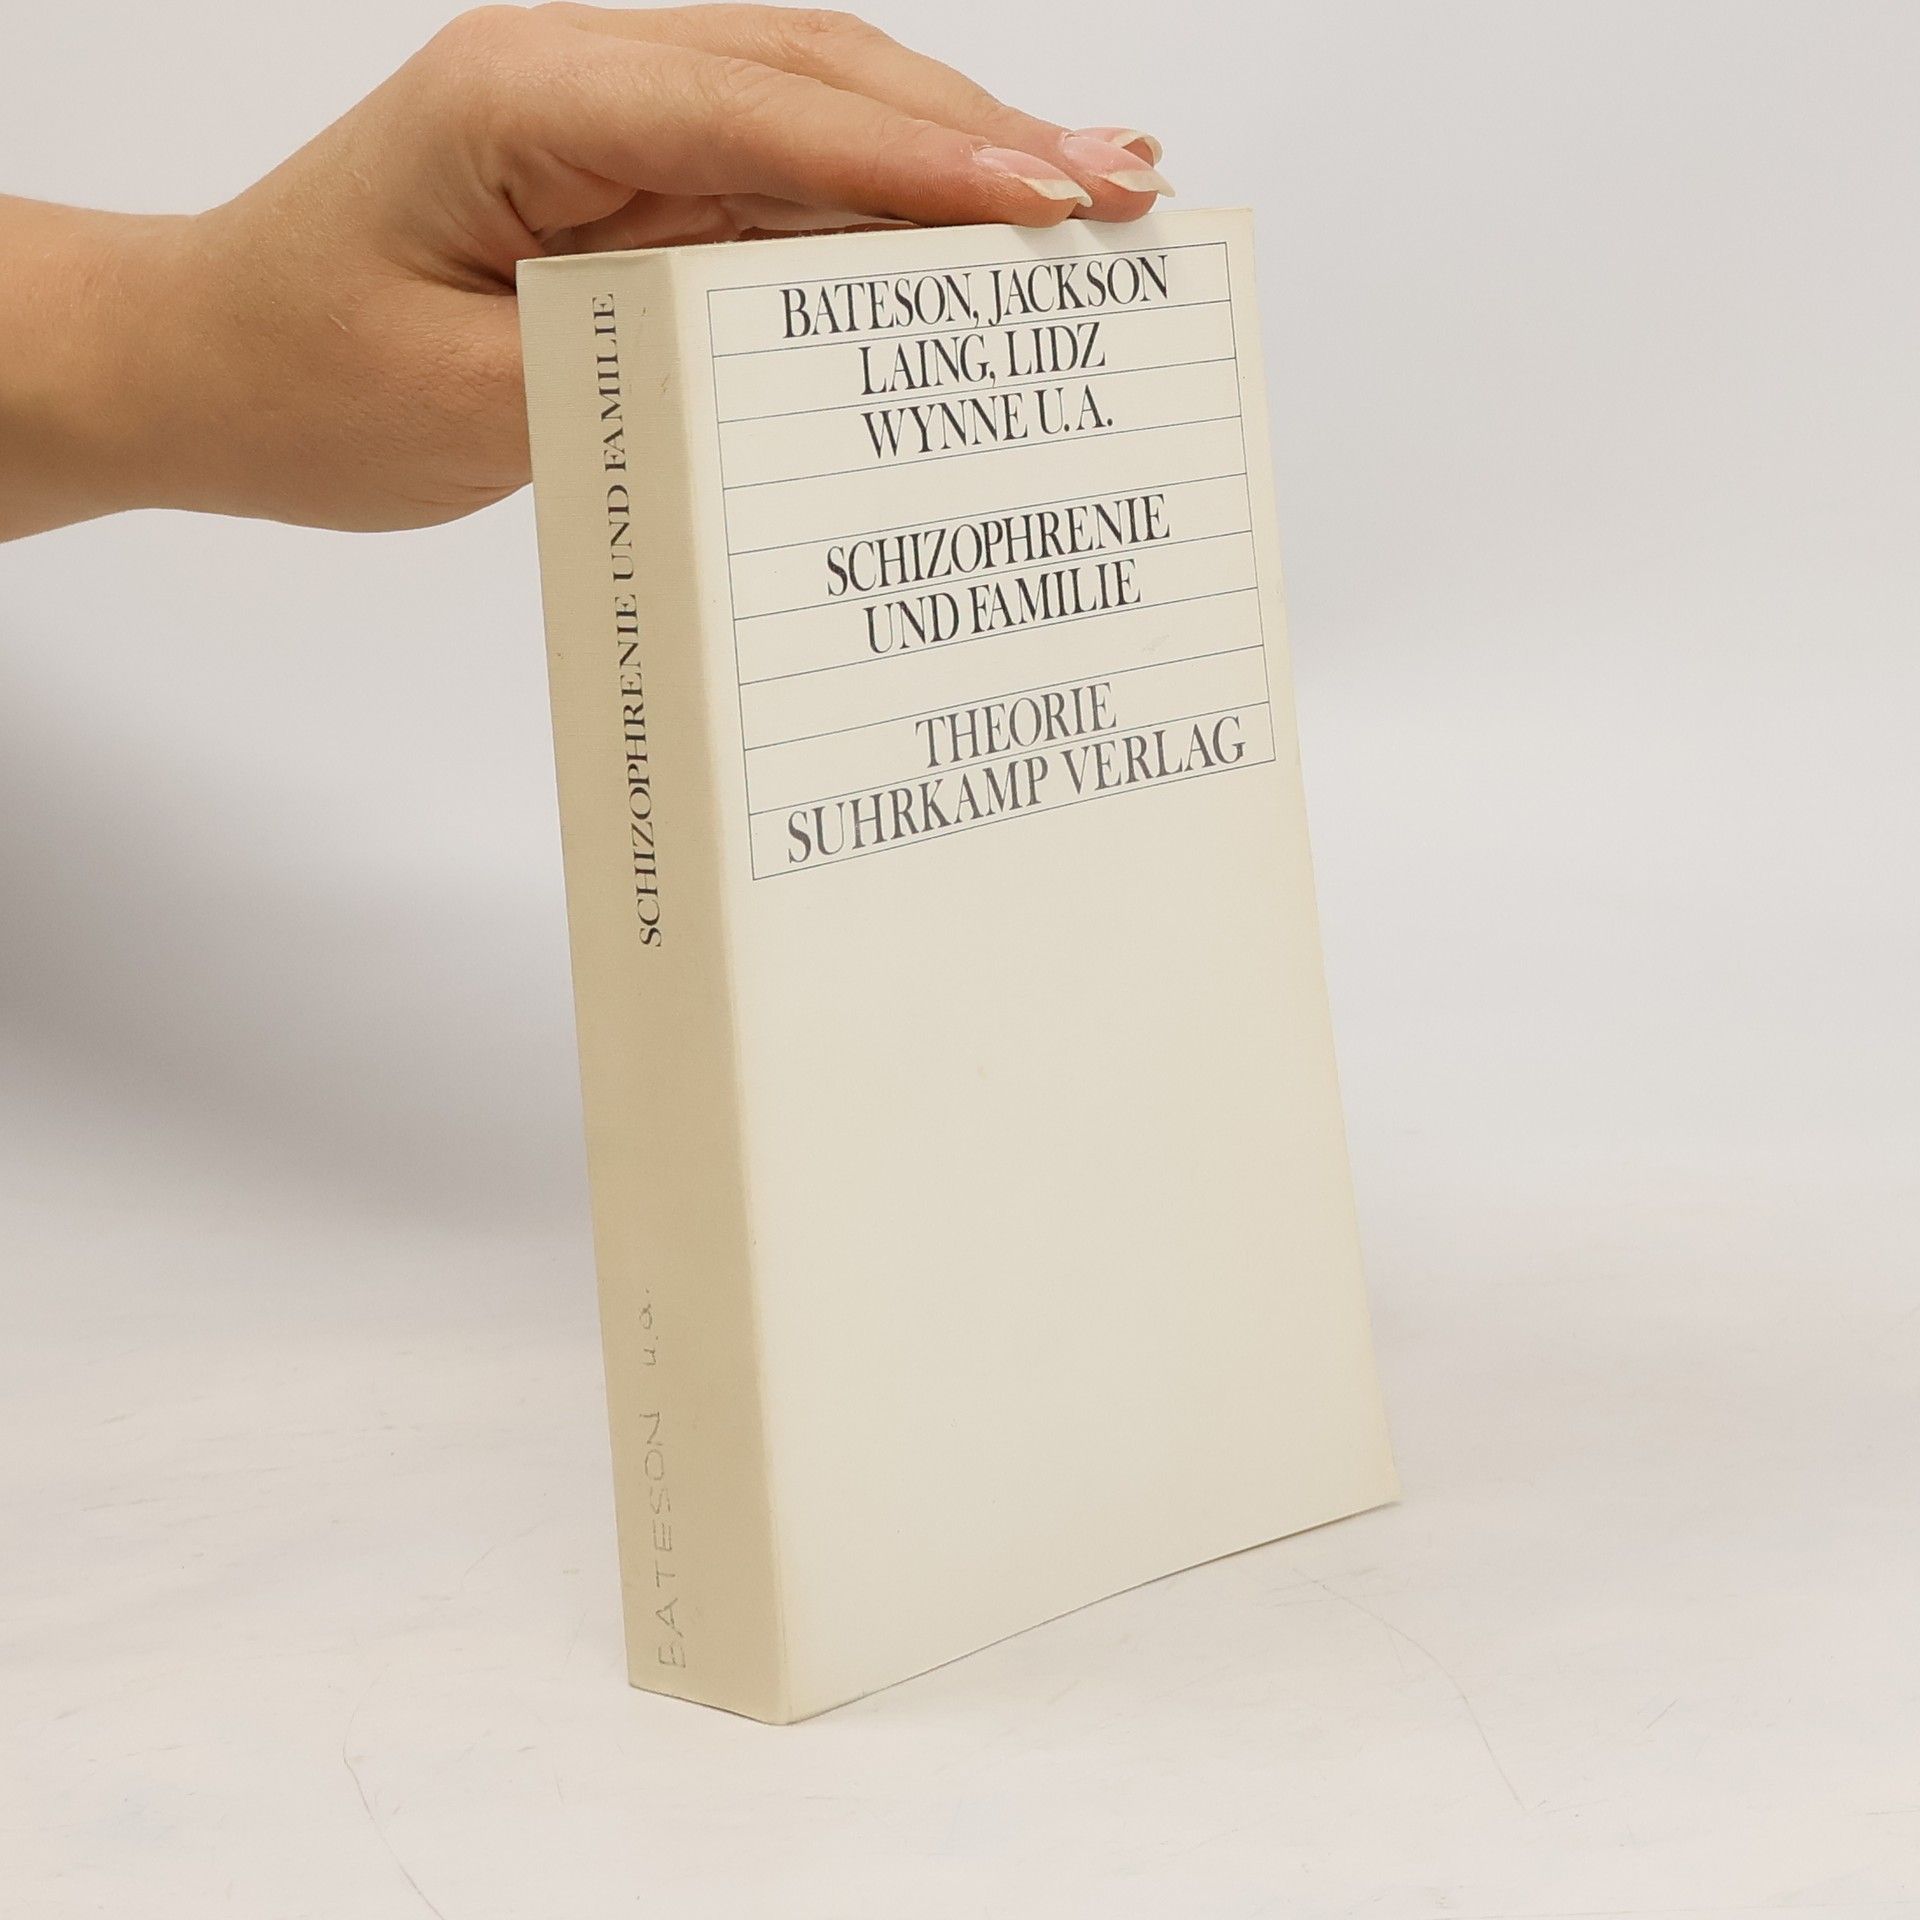 BATESON, JACKSON
LAING, LIDZ
WYNNE U.A.
SCHIZOPHRENIE
UND FAMILIE
THEORIE
SUHRKAMP VERLAG
SCHIZOPHRENIE UND FAMILIE
BATESON u.a.